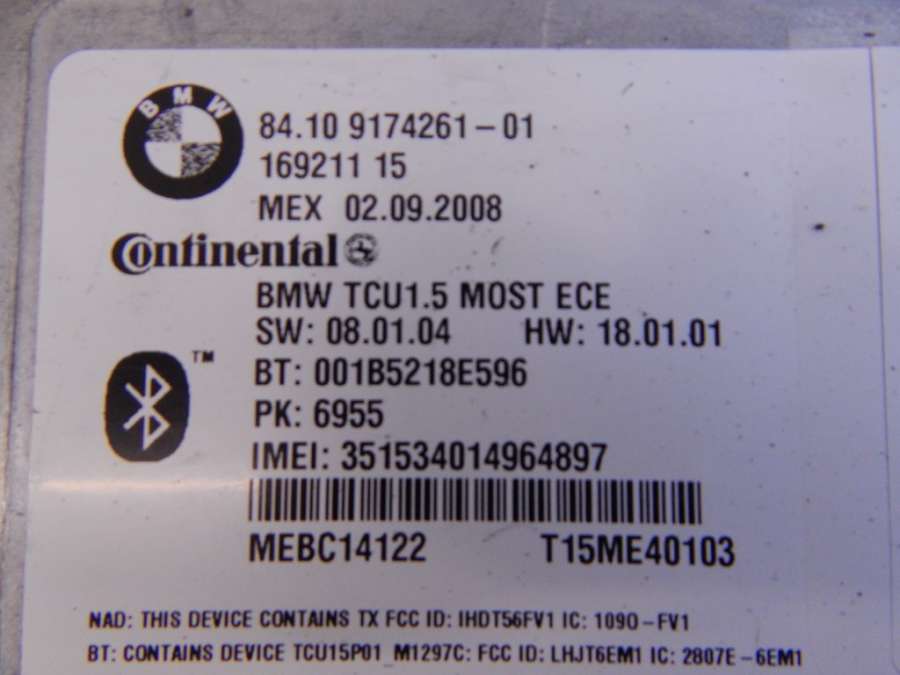 BMW
84.10 9174261-01
169211 15
MEX 02.09.2008
Continental
BMW TCU1.5 MOST ECE
SW: 08.01.04 HW: 18.01.01
™
BT: 001B5218E596
PK: 6955
IMEI: 351534014964897
MEBC14122 T15ME40103
NAD: THIS DEVICE CONTAINS TX FCC ID: IHDT56FV1 IC: 1090-FV1
BT: CONTAINS DEVICE TCU15P01_M1297C: FCC ID: LHJT6EM1 IC: 2807E-6EM1